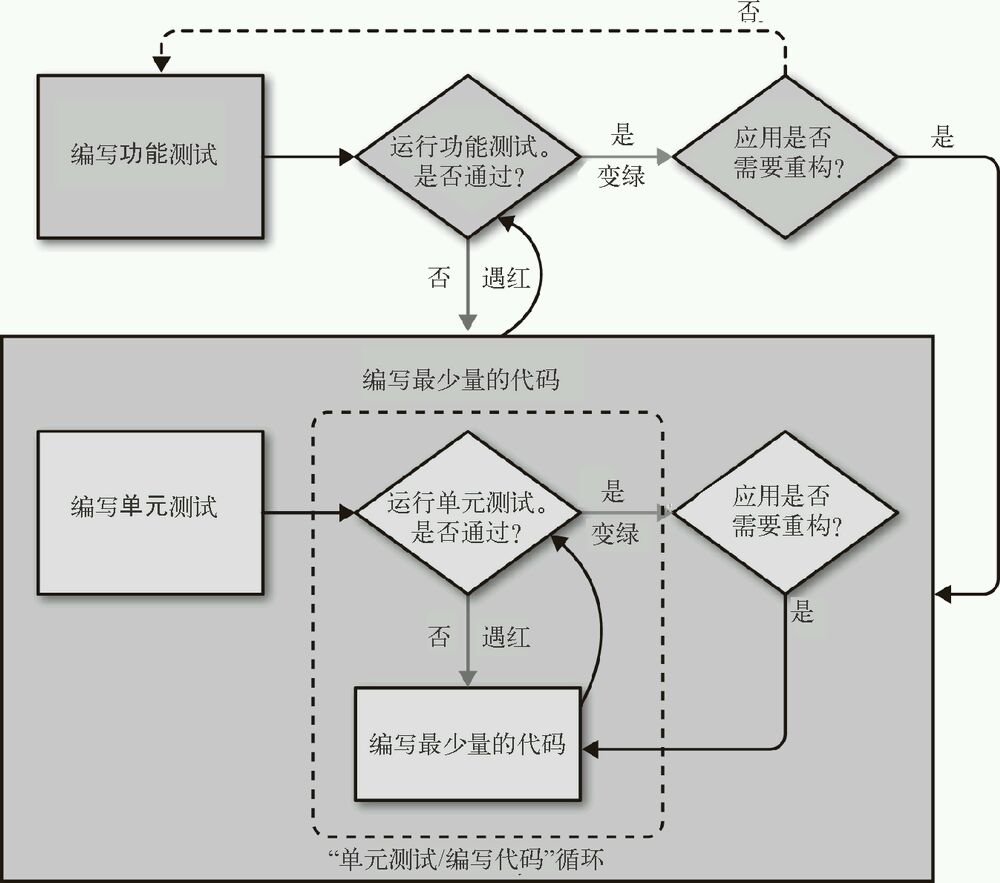 否
编写功能测试
运行功能测试。
是否通过？
是
变绿
应用是否
需要重构？
是
否
遇红
编写最少量的代码
编写单元测试
运行单元测试。
是否通过？
是
变绿
应用是否
需要重构？
否
遇红
是
编写最少量的代码
“单元测试/编写代码”循环